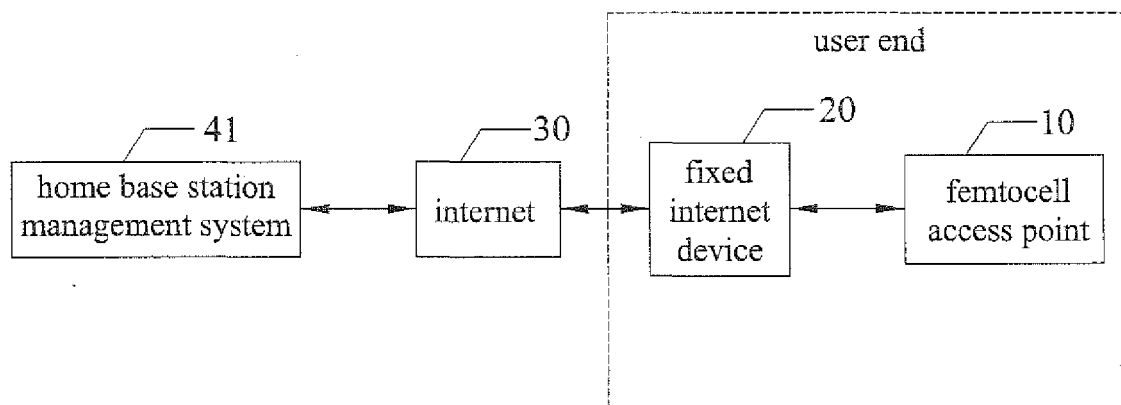 user end
41
30
20
10
home base station
management system
internet
fixed
internet
device
femtocell
access point